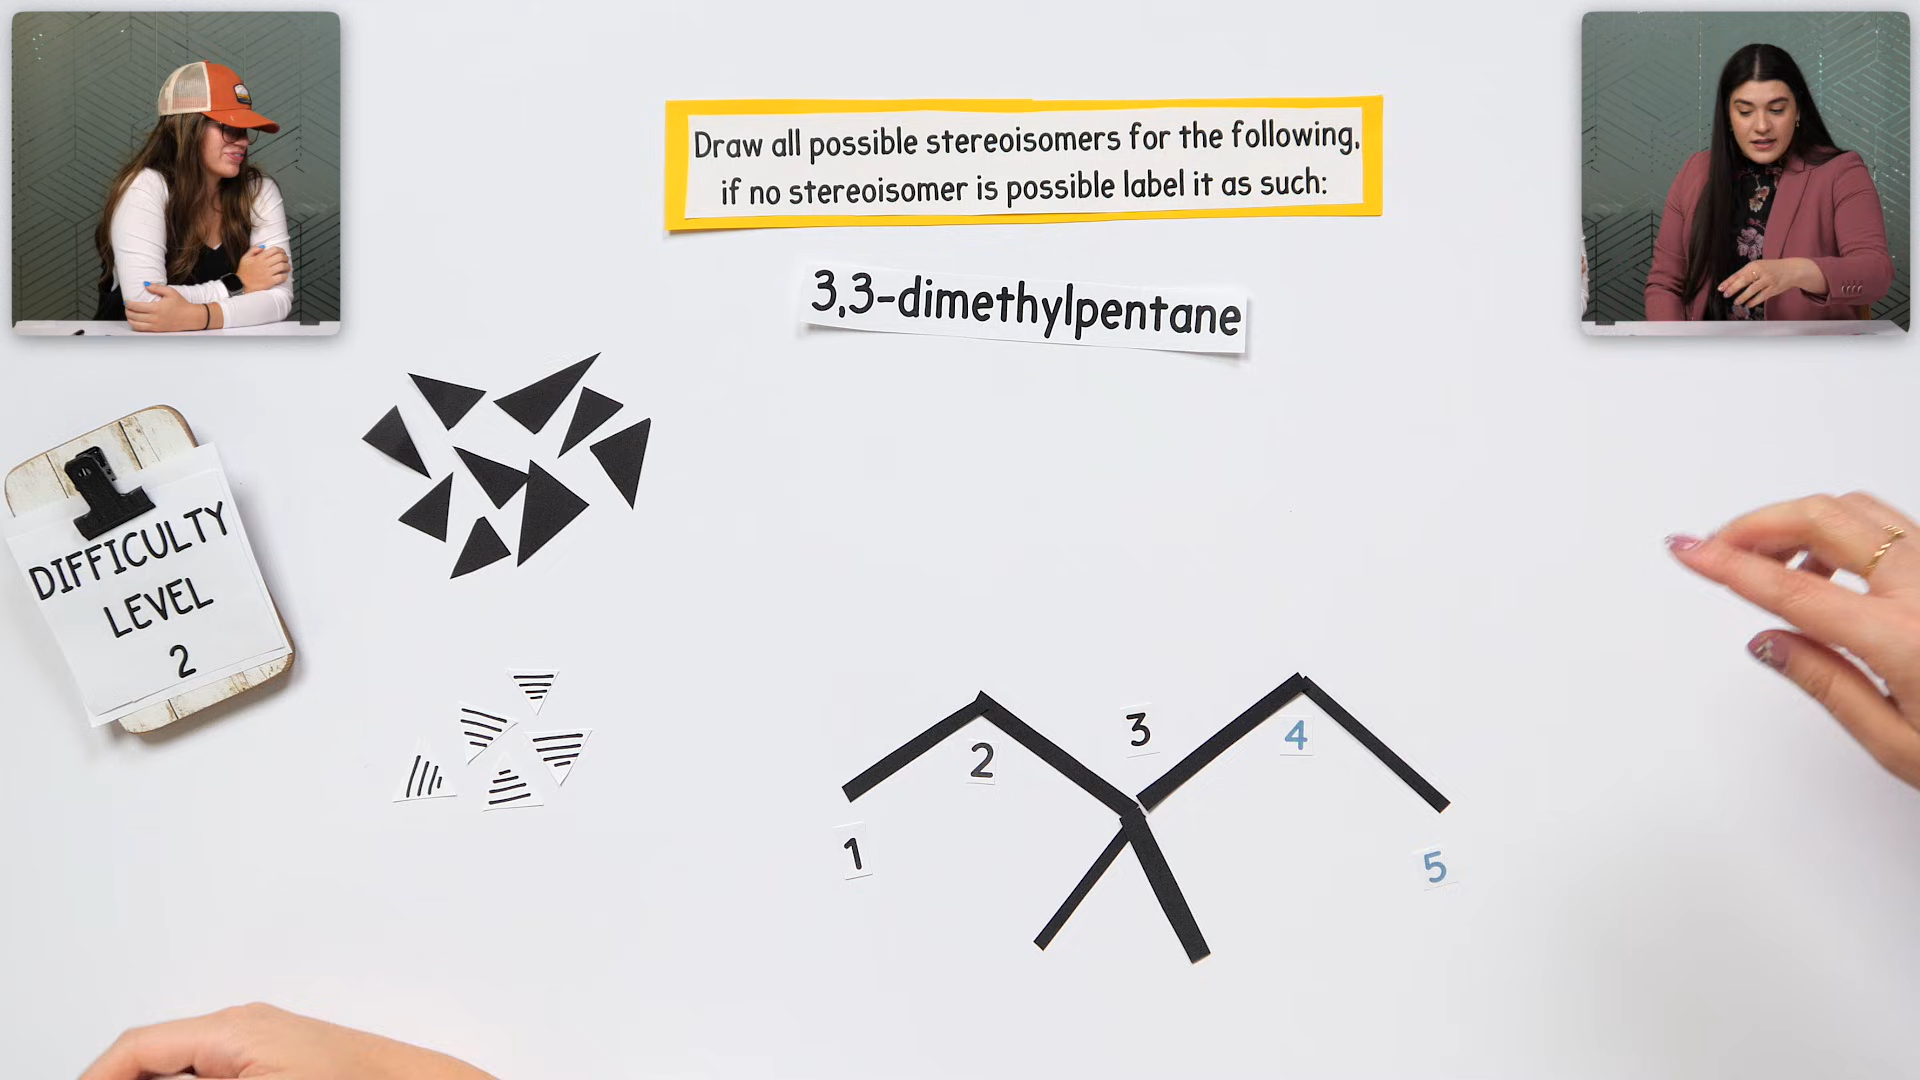 Draw all possible stereoisomers for the following,
if no stereoisomer is possible label it as such:
3,3-dimethylpentane
DIFFICULTY
LEVEL
2
2
3
4
1
5